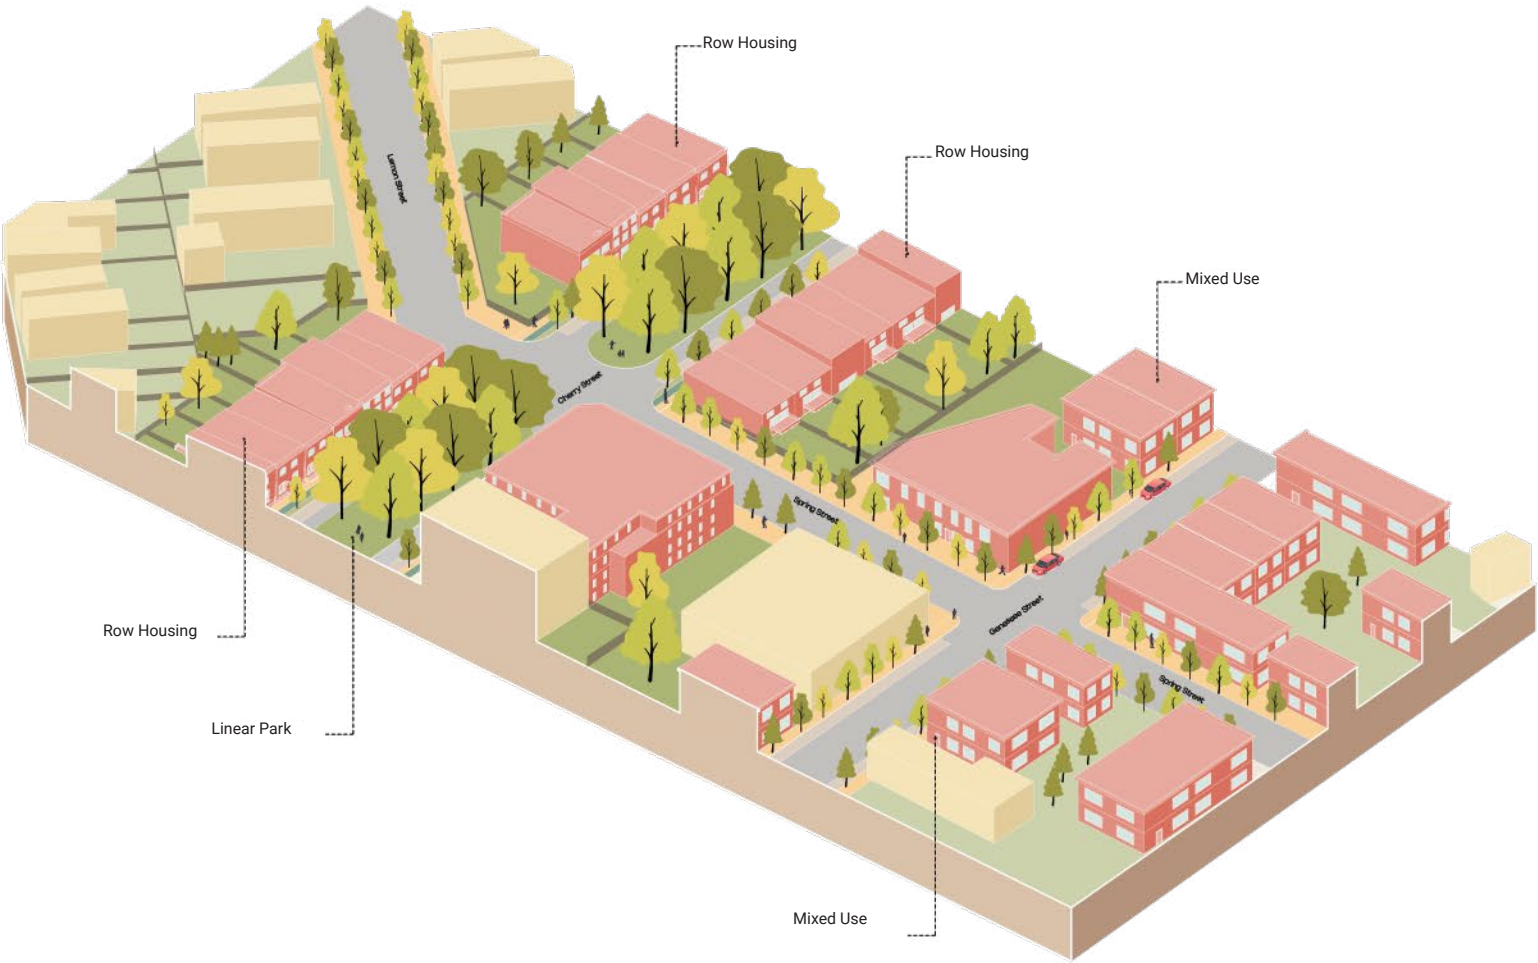 Row Housing
Row Housing
Lemon Street
Mixed Use
Cherry Street
Spring Street
Genesee Street
Row Housing
Spring Street
Linear Park
Mixed Use